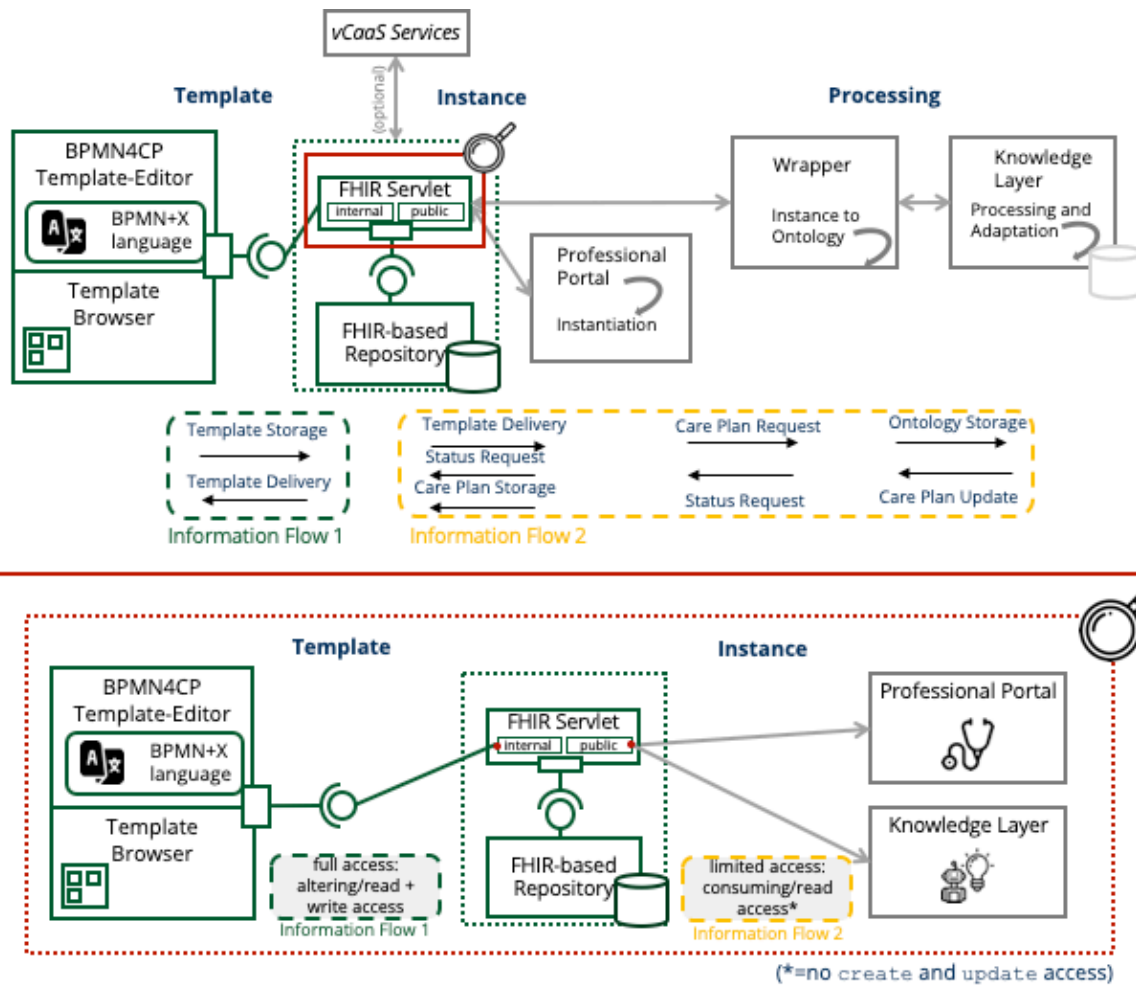 vCaaS Services
(optional)
Template
Instance
Processing
BPMN4CP
Template-Editor
A
文
BPMN+X
language
Template
Browser
FHIR Servlet
internal
public
FHIR-based
Repository
Professional
Portal
Instantiation
Wrapper
Instance to
Ontology
Knowledge
Layer
Processing and
Adaptation
Template Storage
Template Delivery
Information Flow 1
Template Delivery
Status Request
Care Plan Storage
Care Plan Request
Status Request
Ontology Storage
Care Plan Update
Information Flow 2
Template
Instance
BPMN4CP
Template-Editor
A
文
BPMN+X
language
Template
Browser
FHIR Servlet
internal
public
FHIR-based
Repository
Professional Portal
Knowledge Layer
full access:
altering/read +
write access
Information Flow 1
limited access:
consuming/read
access*
Information Flow 2
(*=no create and update access)